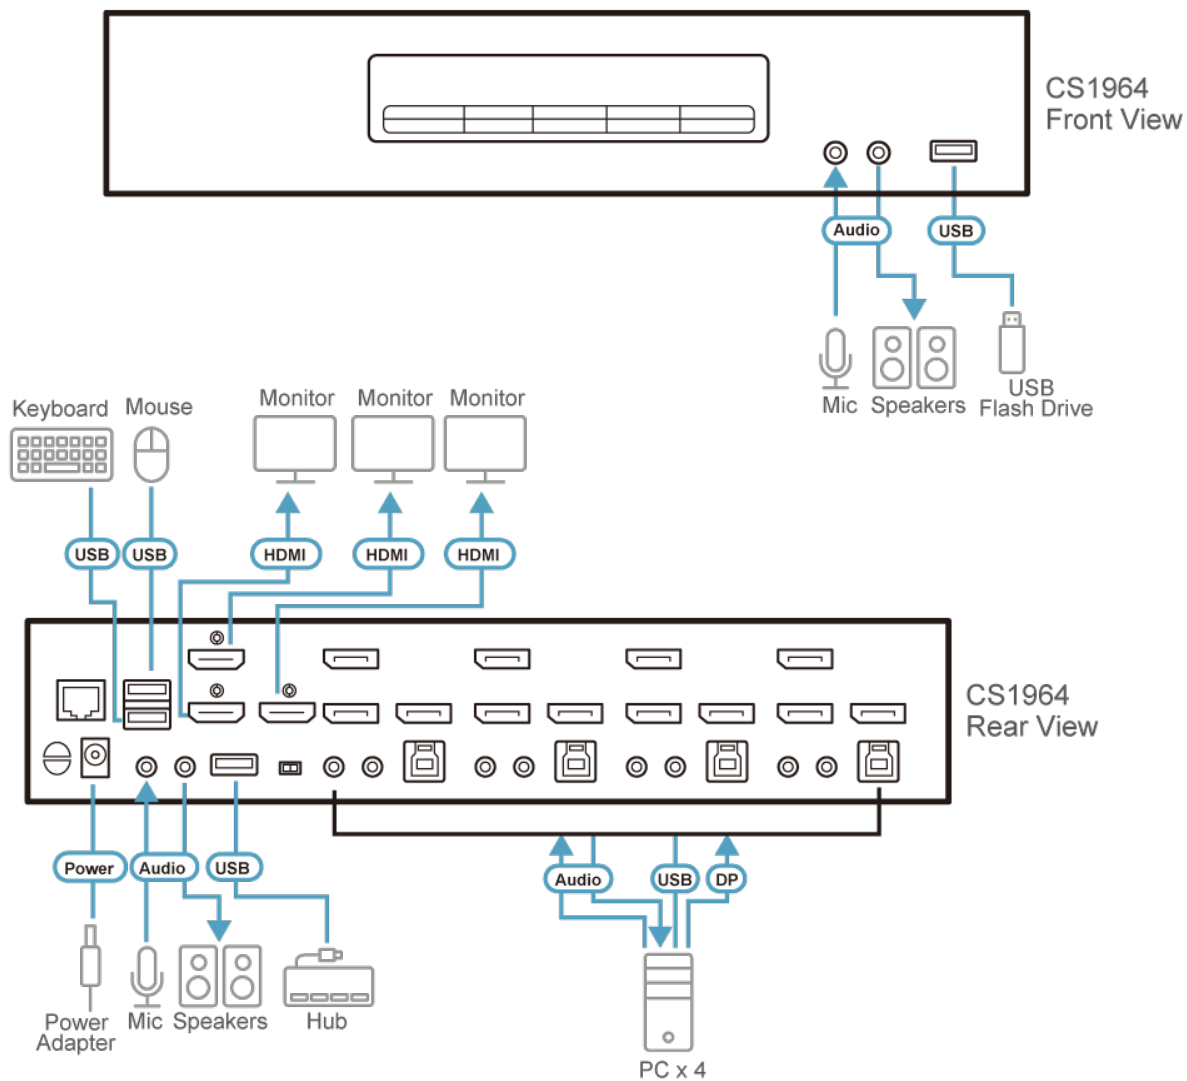 CS1964
Front View
Audio
USB
Mic
Speakers
USB
Flash Drive
Keyboard
Mouse
Monitor
Monitor
Monitor
USB
USB
HDMI
HDMI
HDMI
CS1964
Rear View
Power
Audio
USB
Audio
USB
DP
Power
Adapter
Mic
Speakers
Hub
PC x 4